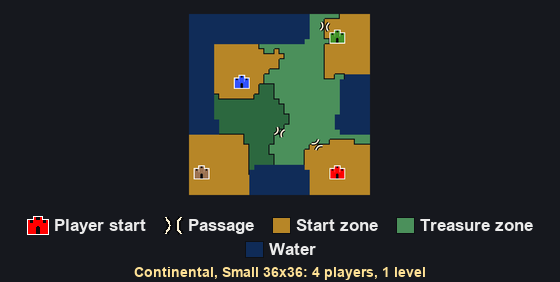 Player start Passage Start zone Treasure zone
Water
Continental, Small 36x36: 4 players, 1 level